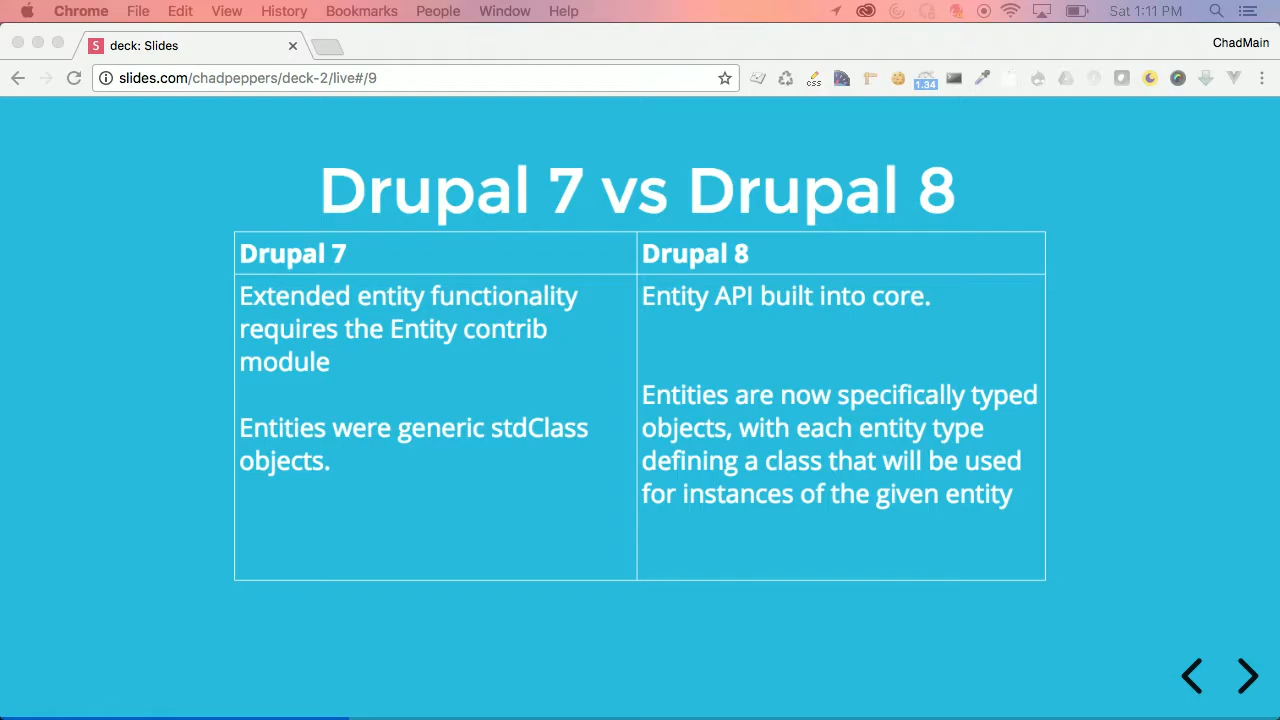 Chrome File Edit View History Bookmarks People Window Help Sat 1:11 PM
S deck: Slides
ChadMain
slides.com/chadpeppers/deck-2/live#/9
css
1.34
Drupal 7 vs Drupal 8
Drupal 7
Drupal 8
Extended entity functionality
requires the Entity contrib
module
Entities were generic stdClass
objects.
Entity API built into core.
Entities are now specifically typed
objects, with each entity type
defining a class that will be used
for instances of the given entity